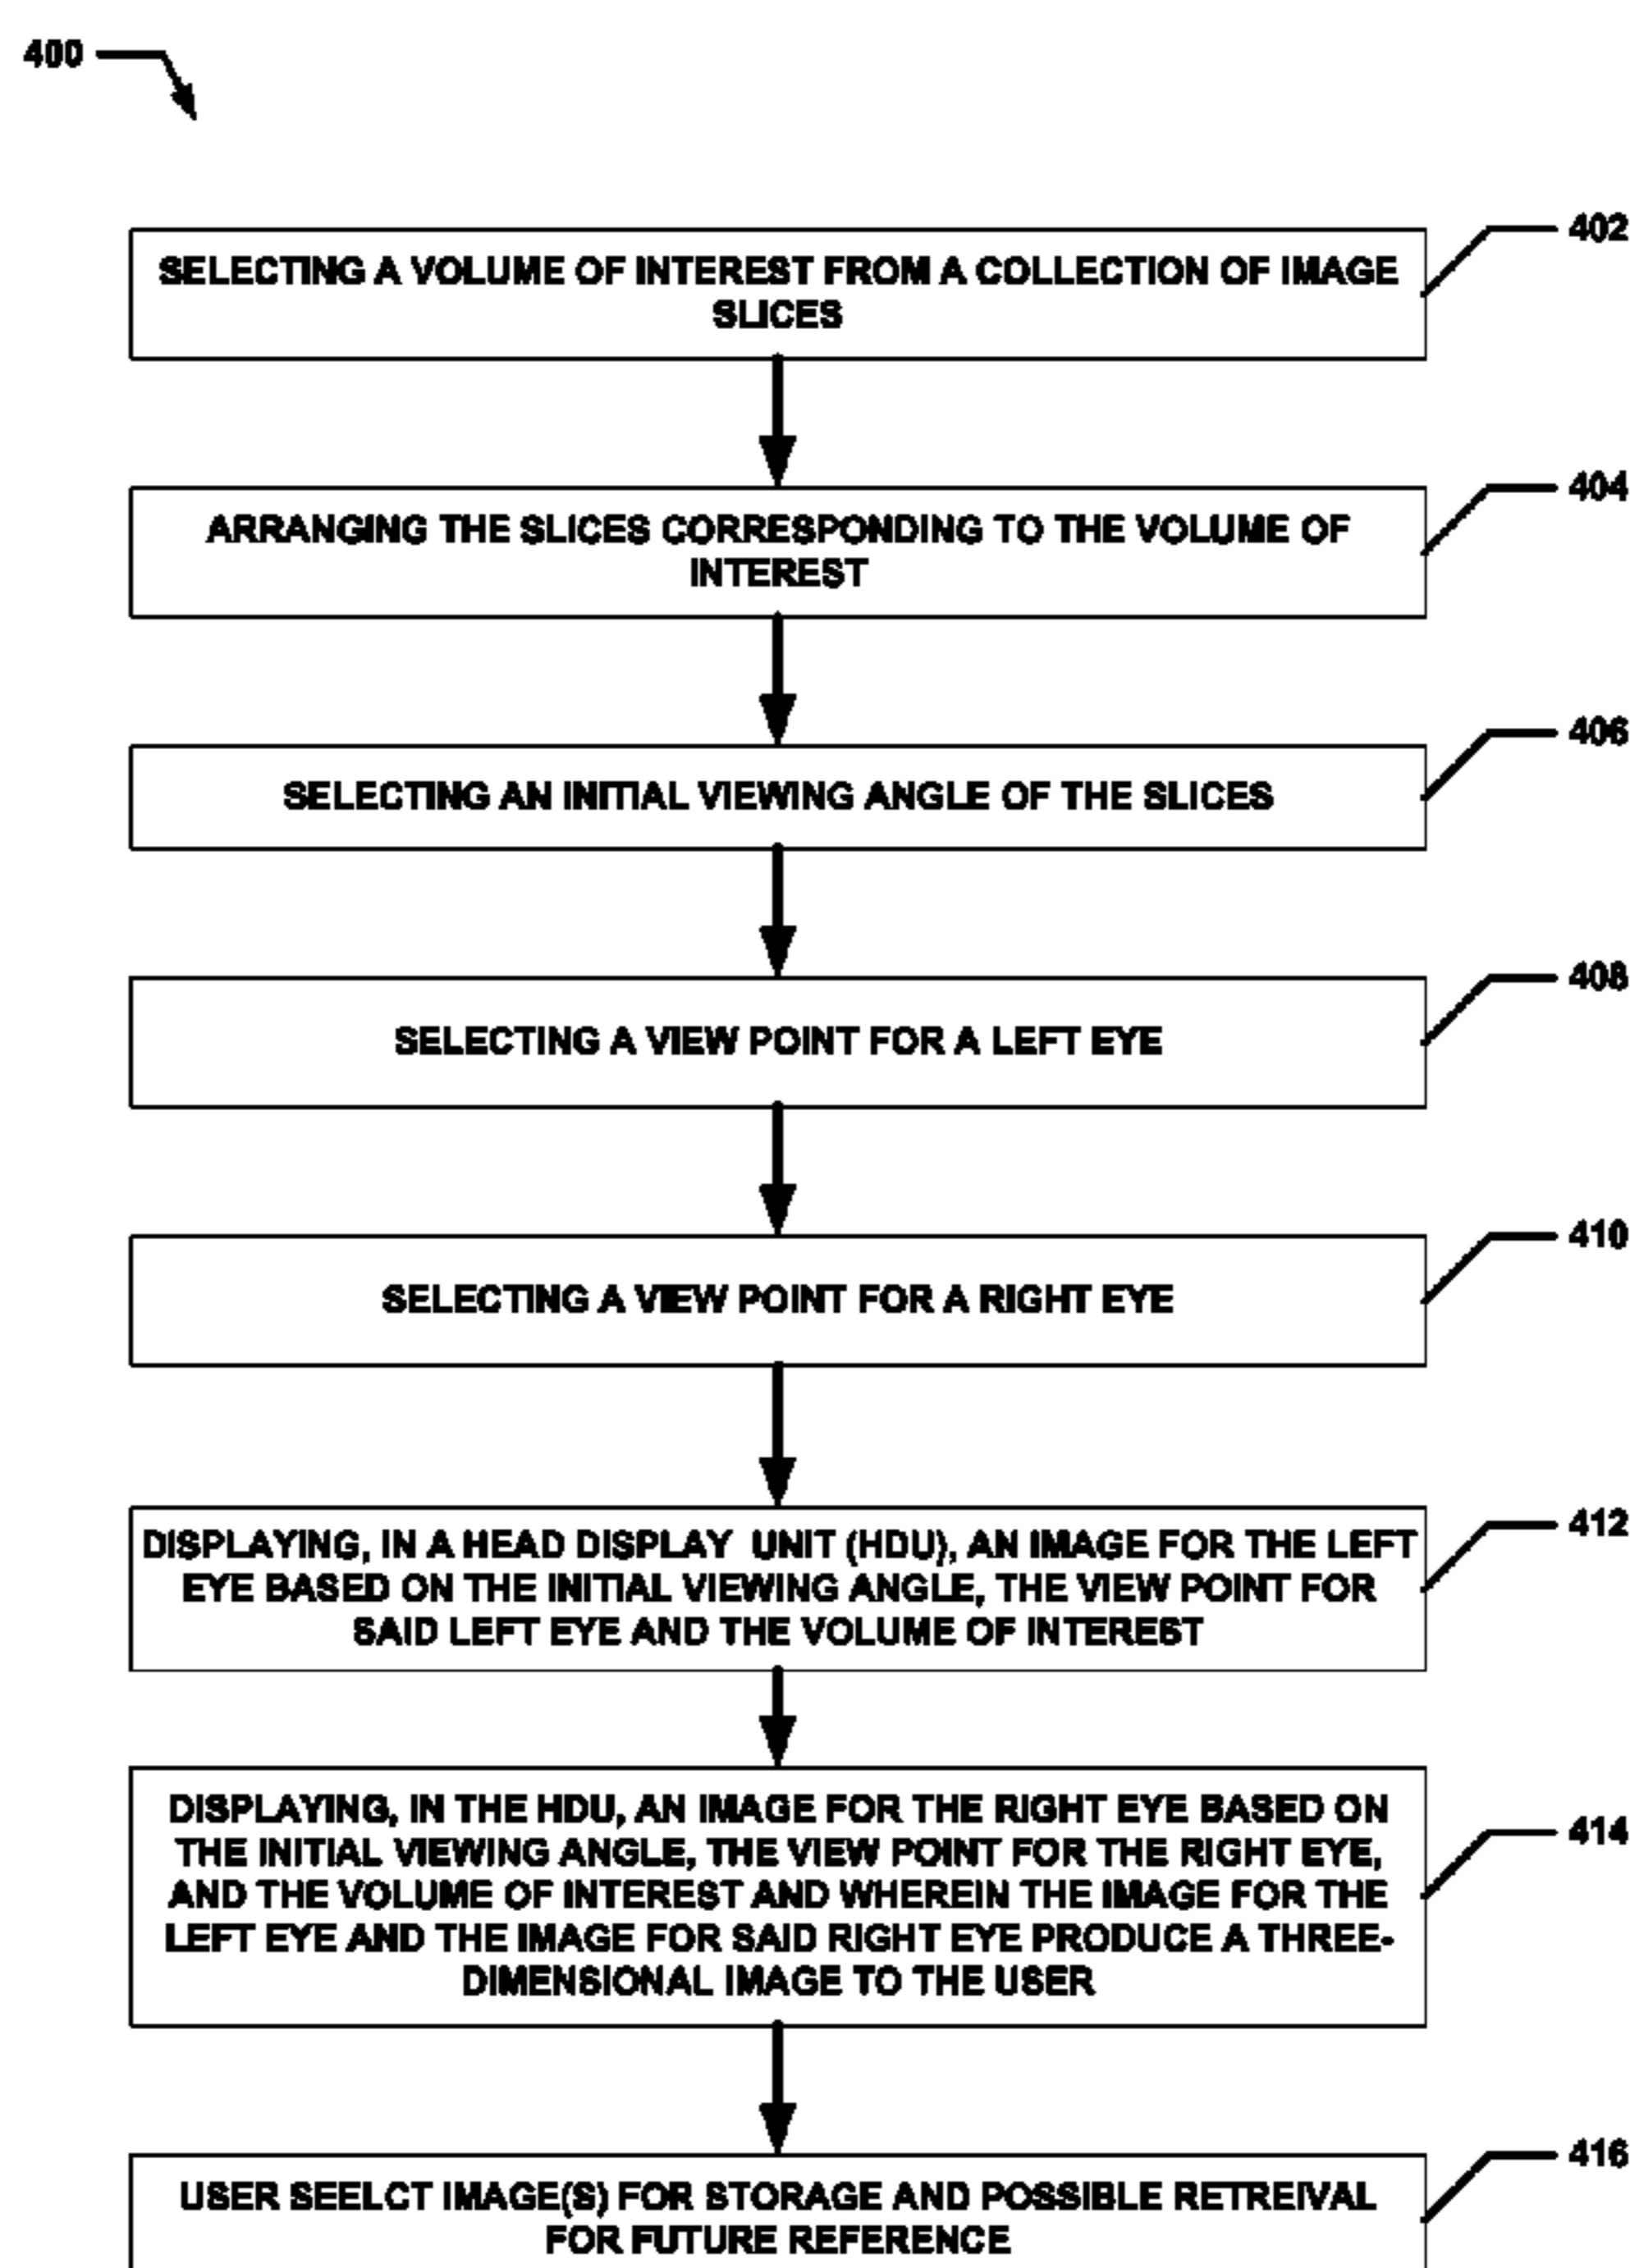 400
402
SELECTING A VOLUME OF INTEREST FROM A COLLECTION OF IMAGE
SLICES
404
ARRANGING THE SLICES CORRESPONDING TO THE VOLUME OF
INTEREST
406
SELECTING AN INITIAL VIEWING ANGLE OF THE SLICES
408
SELECTING A VIEW POINT FOR A LEFT EYE
410
SELECTING A VIEW POINT FOR A RIGHT EYE
412
DISPLAYING, IN A HEAD DISPLAY UNIT (HDU), AN IMAGE FOR THE LEFT
EYE BASED ON THE INITIAL VIEWING ANGLE, THE VIEW POINT FOR
SAID LEFT EYE AND THE VOLUME OF INTEREST
414
DISPLAYING, IN THE HDU, AN IMAGE FOR THE RIGHT EYE BASED ON
THE INITIAL VIEWING ANGLE, THE VIEW POINT FOR THE RIGHT EYE,
AND THE VOLUME OF INTEREST AND WHEREIN THE IMAGE FOR THE
LEFT EYE AND THE IMAGE FOR SAID RIGHT EYE PRODUCE A THREE-
DIMENSIONAL IMAGE TO THE USER
416
USER SEELCT IMAGE(S) FOR STORAGE AND POSSIBLE RETREIVAL
FOR FUTURE REFERENCE